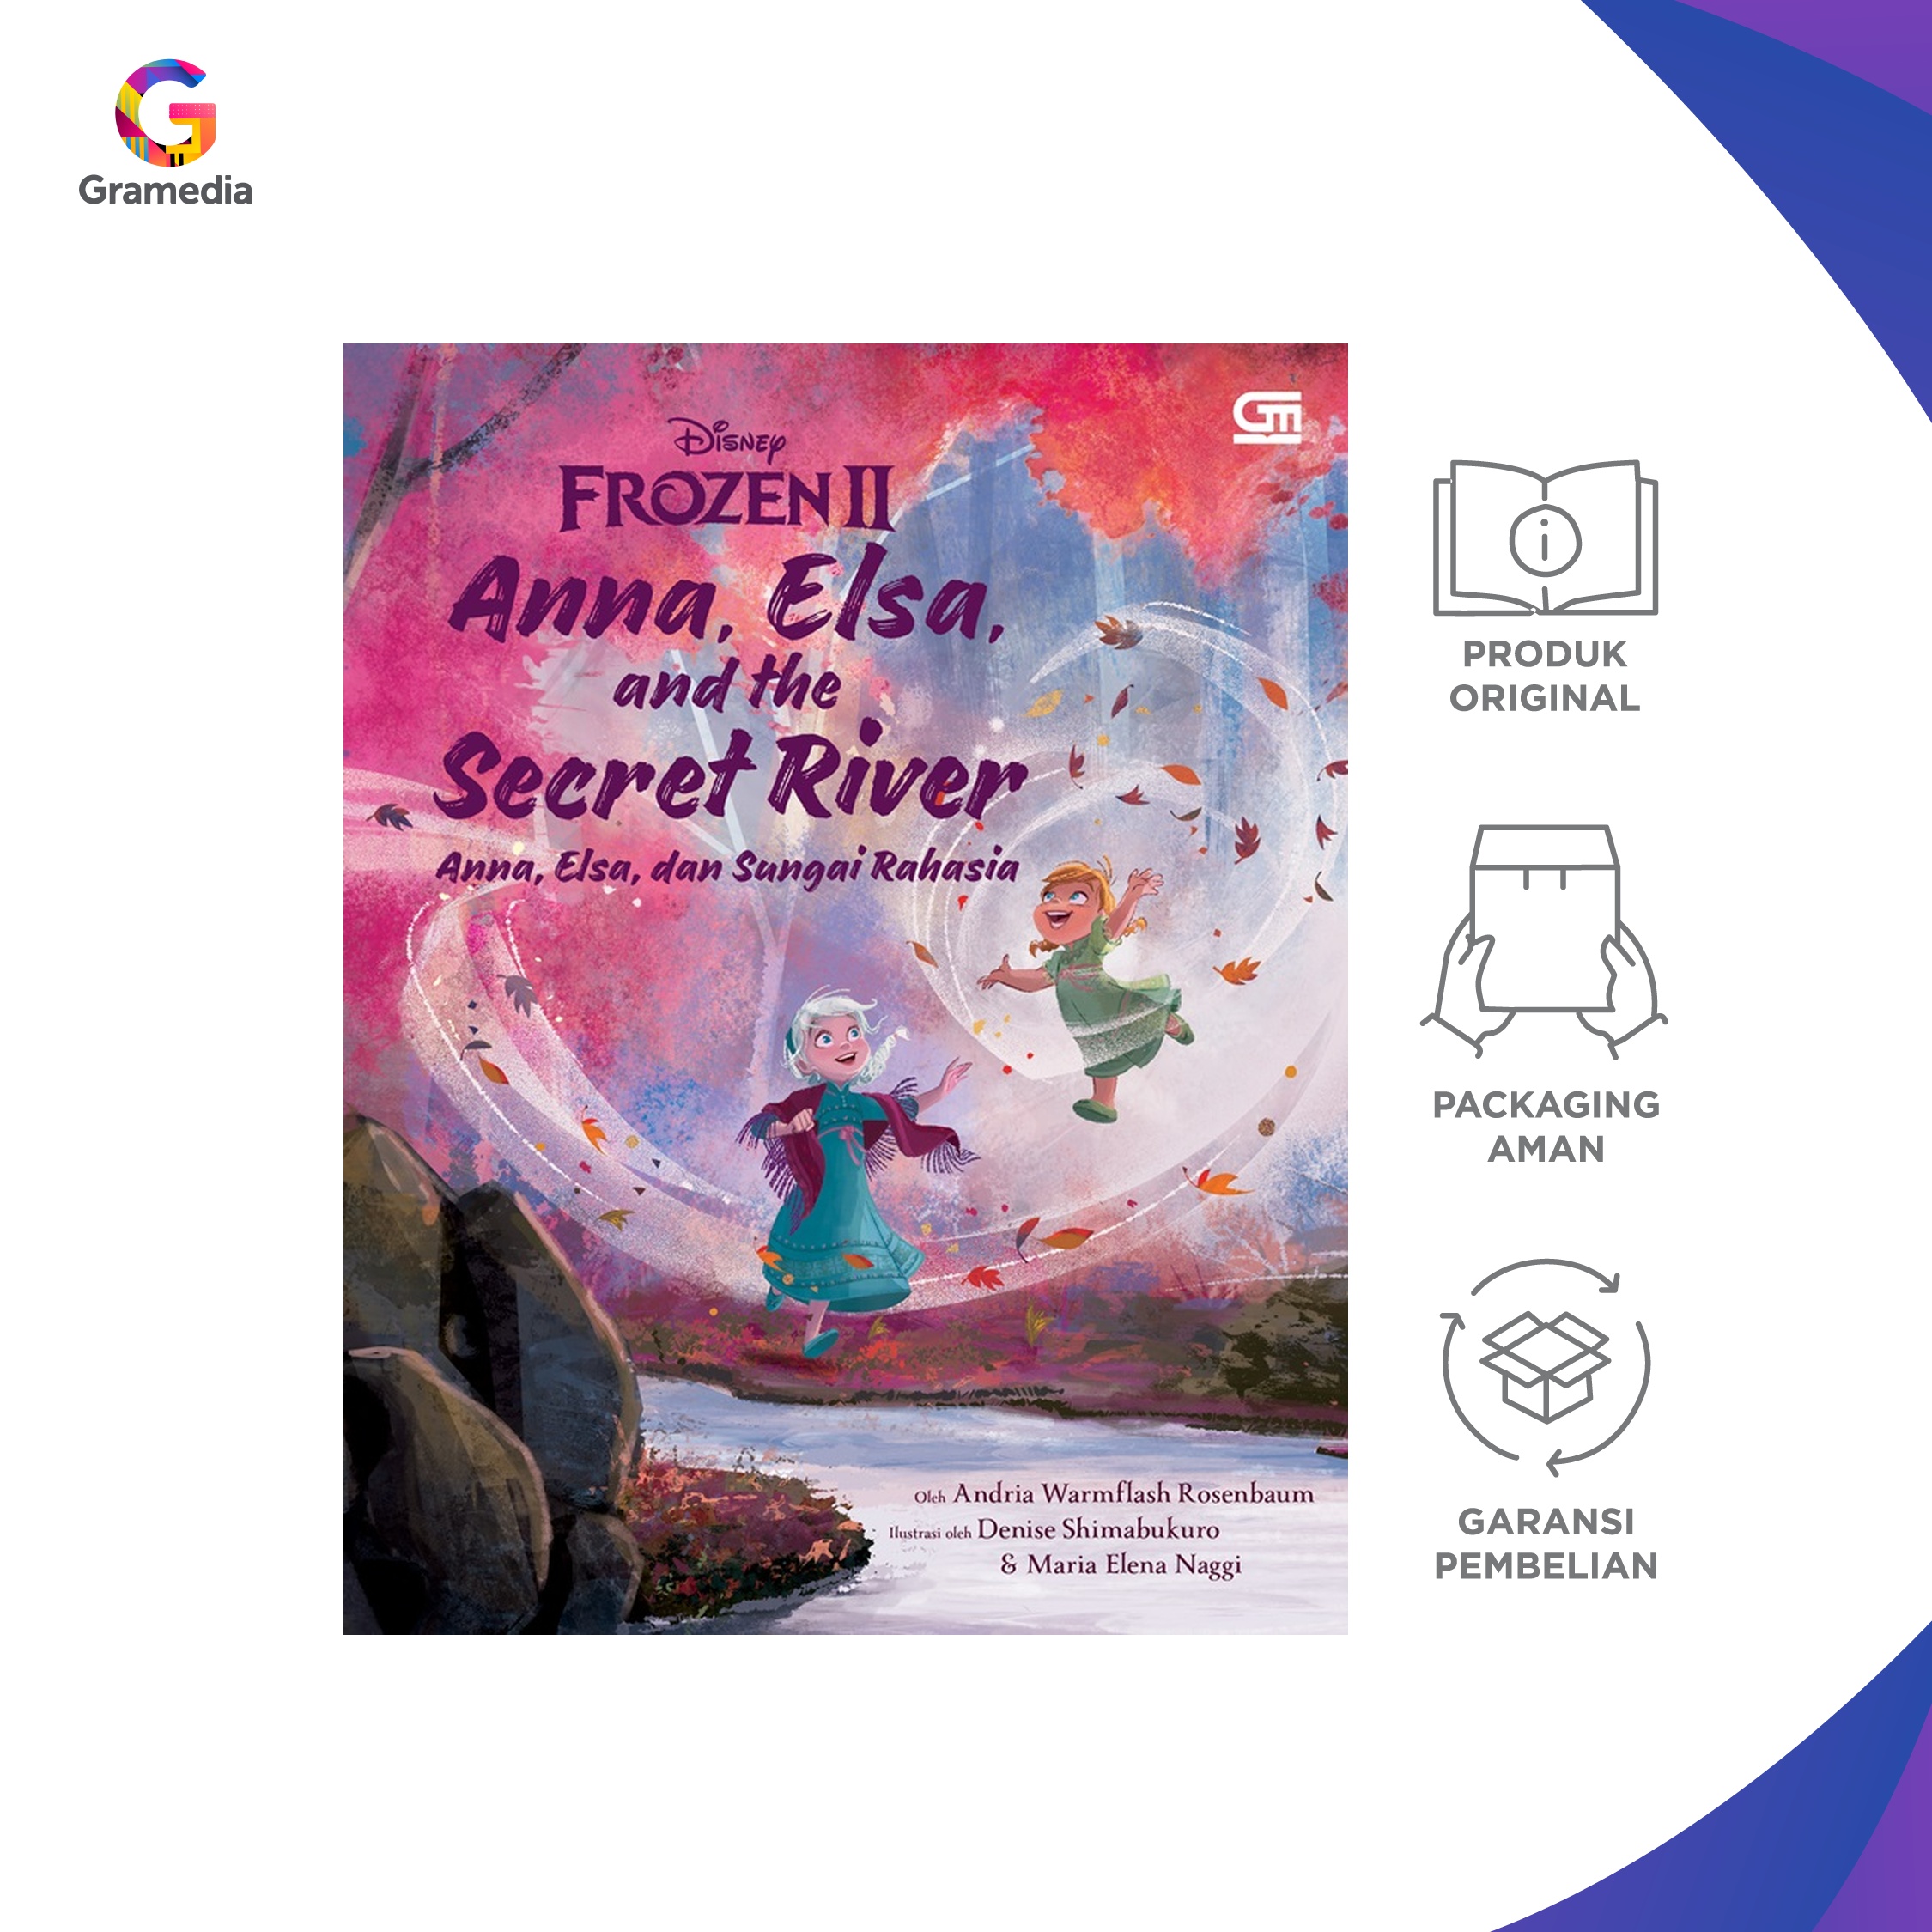 Gramedia
DISNEY
FROZEN II
Anna, Elsa,
and the
Secret River
Anna, Elsa, dan Sungai Rahasia
Oleh Andria Warmflash Rosenbaum
Ilustrasi oleh Denise Shimabukuro
& Maria Elena Naggi
GM
PRODUK
ORIGINAL
PACKAGING
AMAN
GARANSI
PEMBELIAN